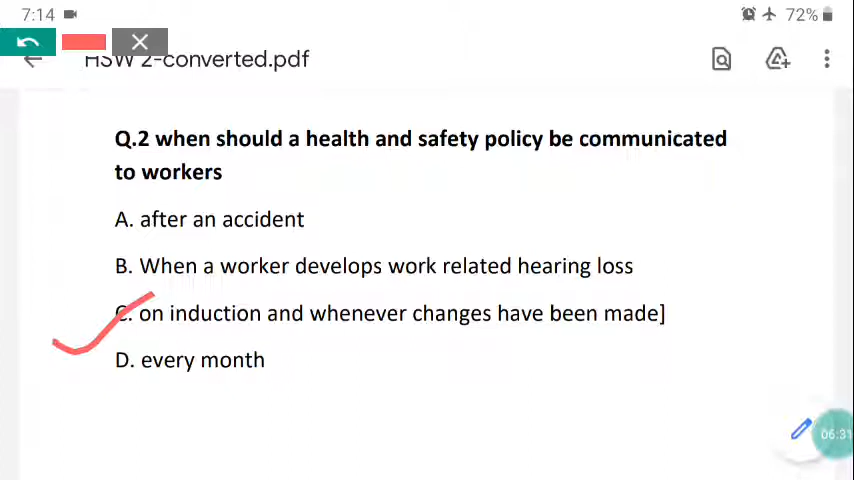 7:14 72%
HSW 2-converted.pdf
Q.2 when should a health and safety policy be communicated
to workers
A. after an accident
B. When a worker develops work related hearing loss
C. on induction and whenever changes have been made]
D. every month
06:31